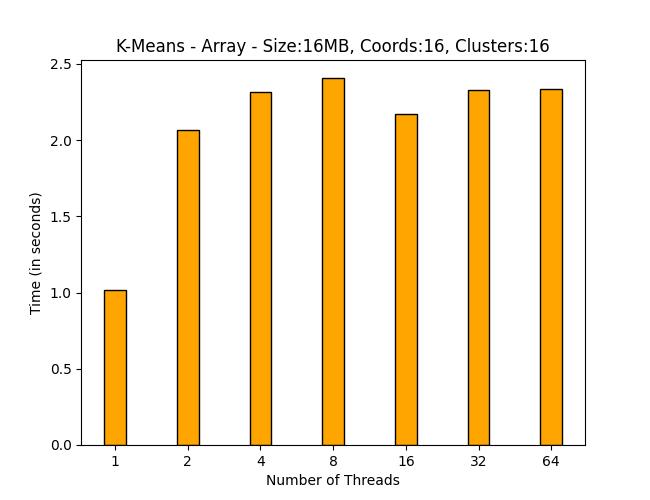 K-Means - Array - Size:16MB, Coords:16, Clusters:16
2.5
2.0
1.5
1.0
0.5
0.0
Time (in seconds)
1 2 4 8 16 32 64
Number of Threads